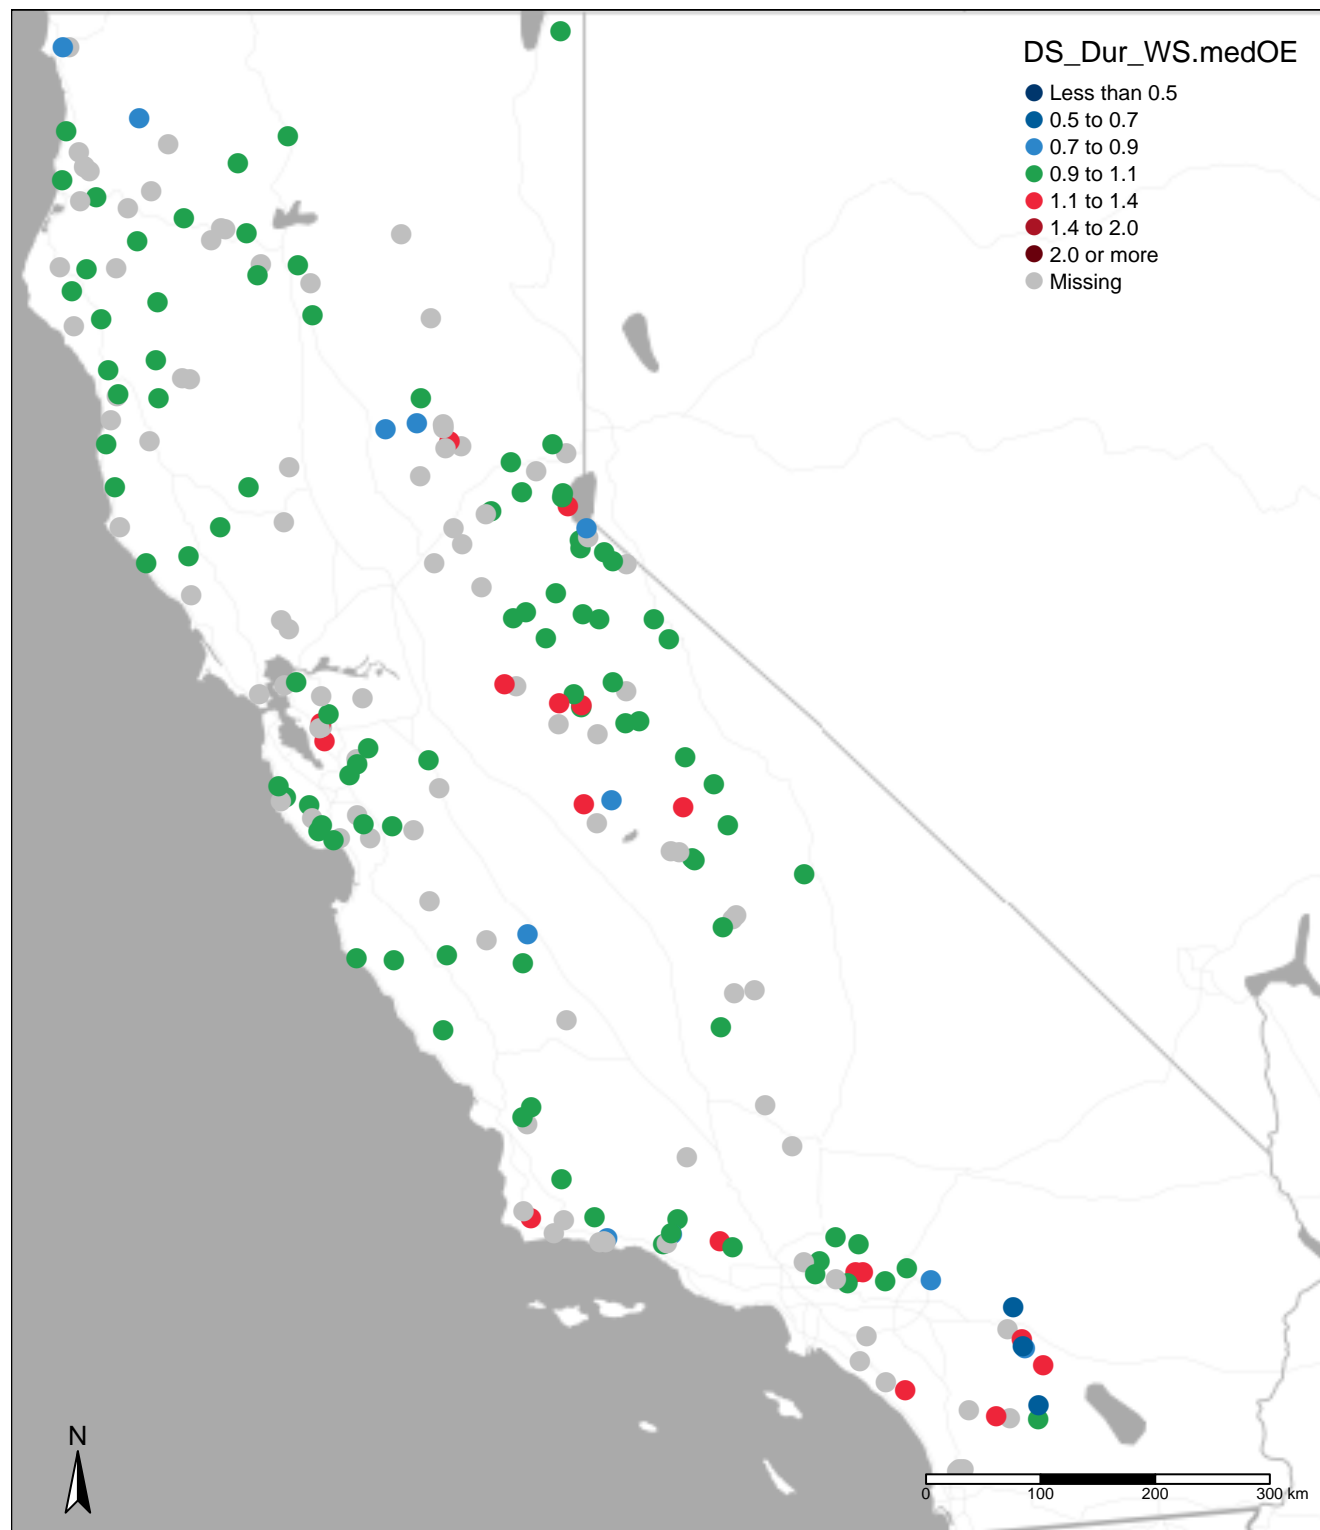 DS_Dur_WS.medOE
Less than 0.5
0.5 to 0.7
0.7 to 0.9
0.9 to 1.1
1.1 to 1.4
1.4 to 2.0
2.0 or more
Missing
N
0 100 200 300 km